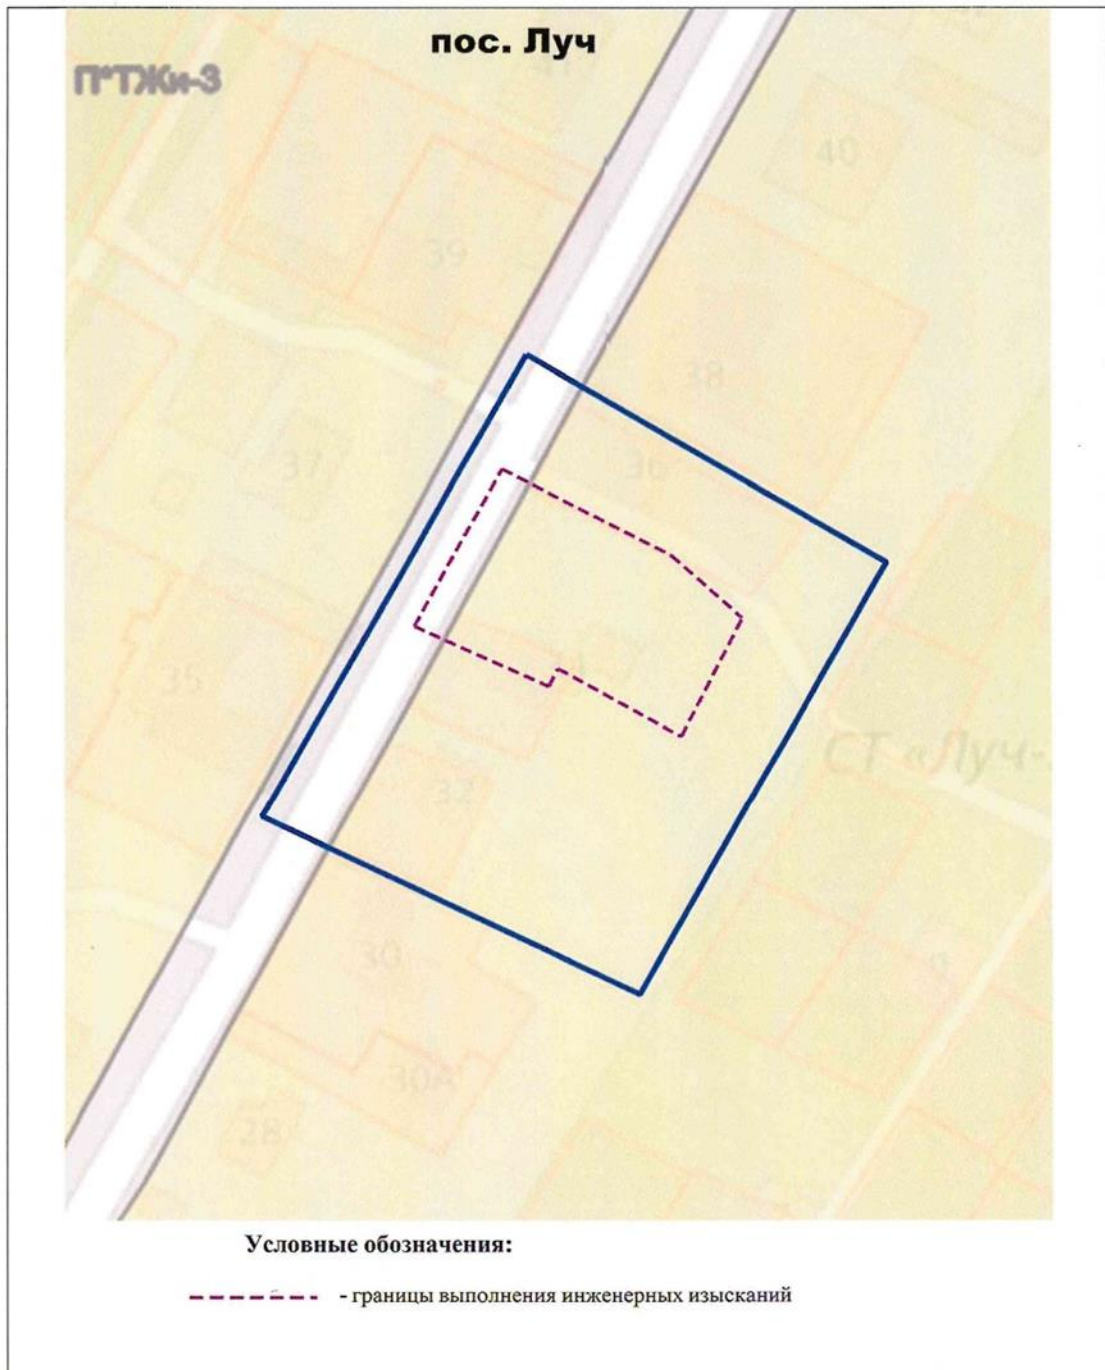 пос. Луч
П*ТЖи-3
40
39
38
37
36
35
СТ «Луч-
32
30
30А
28
Условные обозначения:
- границы выполнения инженерных изысканий